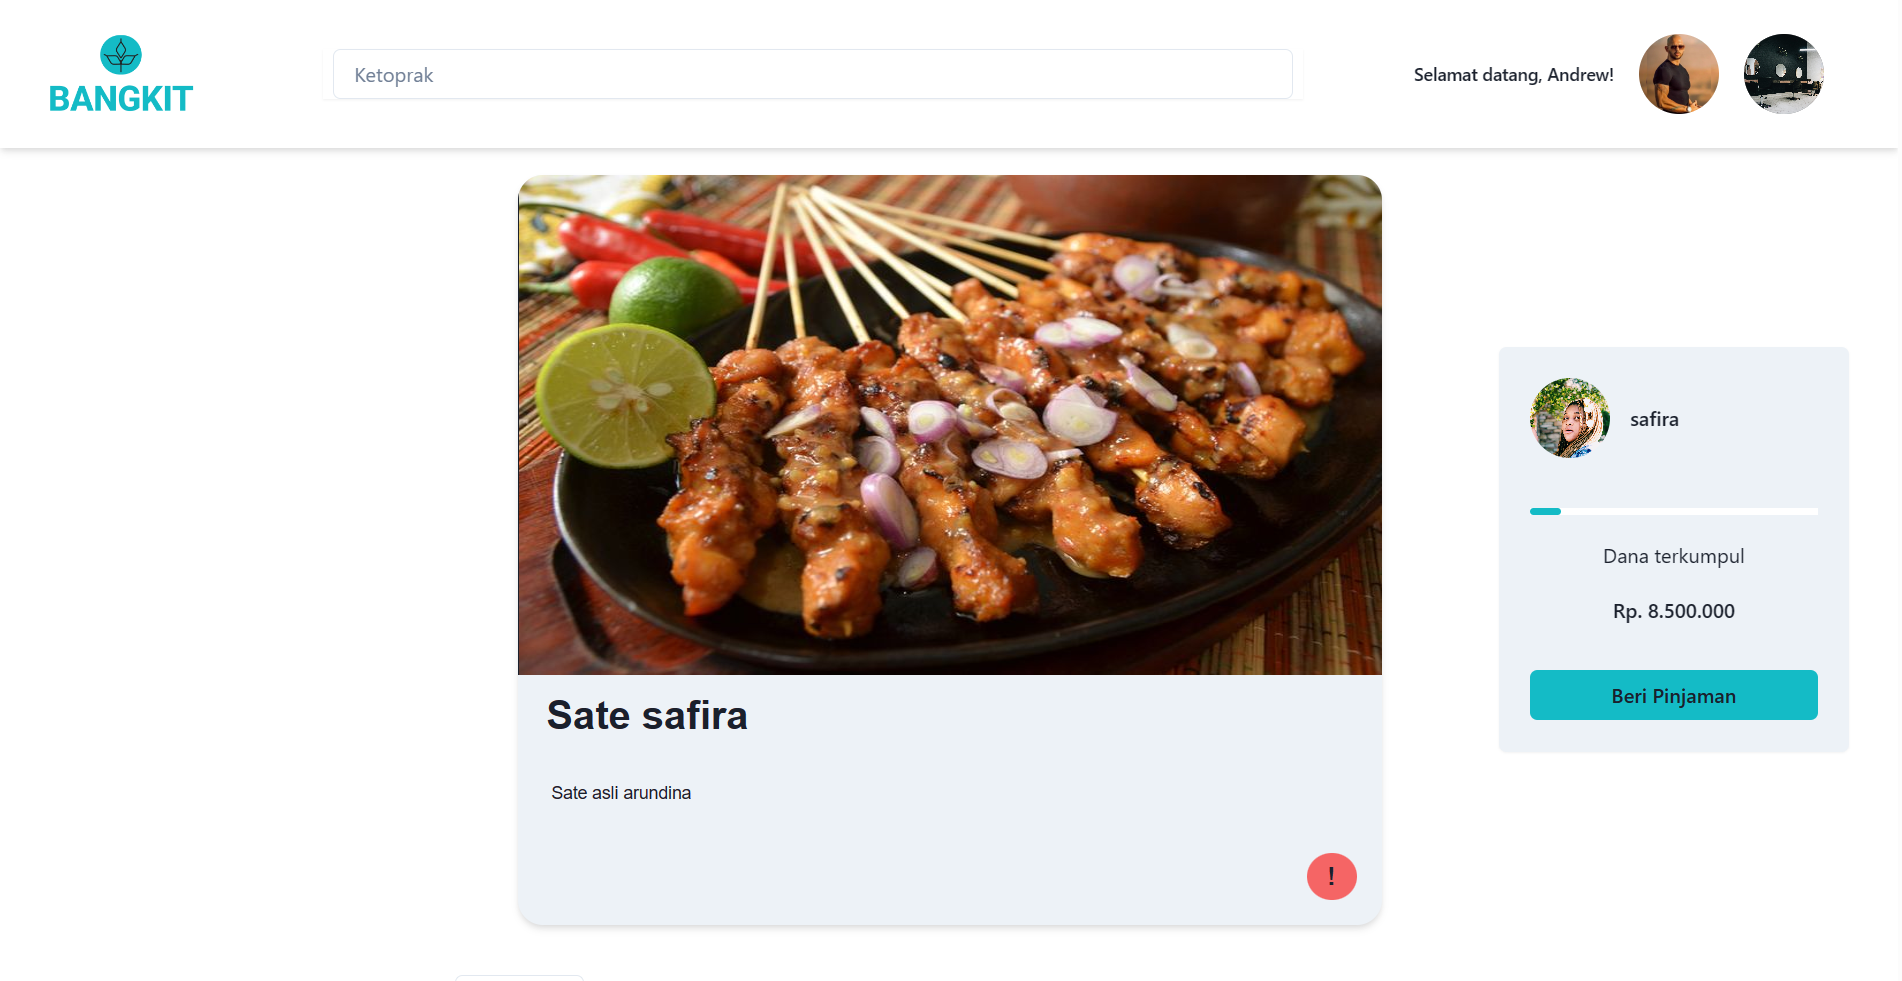 BANGKIT
Ketoprak
Selamat datang, Andrew!
safira
Dana terkumpul
Rp. 8.500.000
Beri Pinjaman
Sate safira
Sate asli arundina
!